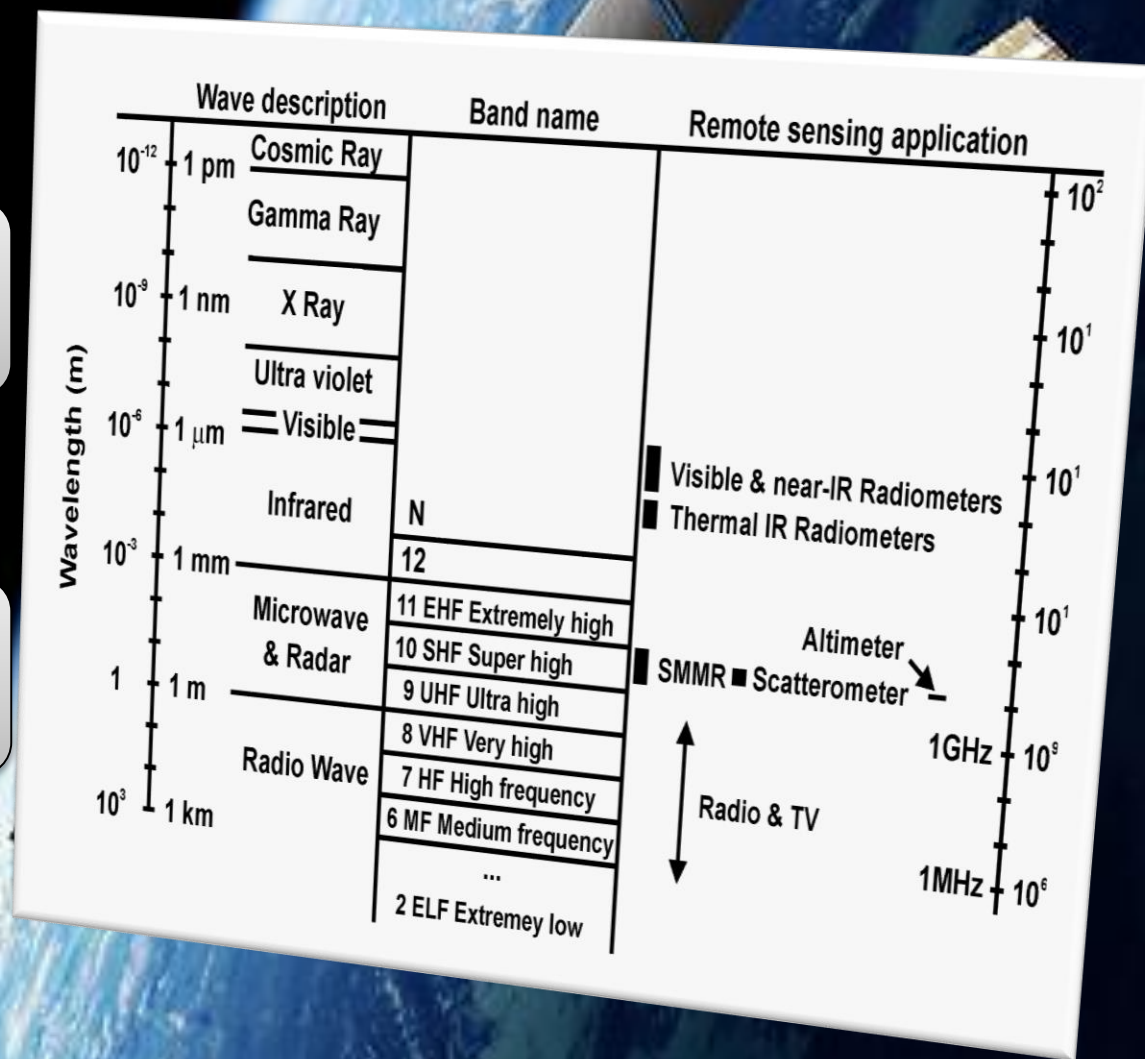 Wave description Band name Remote sensing application
10⁻¹² 1 pm Cosmic Ray 10²
Gamma Ray
10⁻⁹ 1 nm X Ray 10¹
Ultra violet
10⁻⁶ 1 μm Visible 10¹
Visible & near-IR Radiometers
Infrared N Thermal IR Radiometers
10⁻³ 1 mm 12 10¹
Microwave & Radar
11 EHF Extremely high
Altimeter
10 SHF Super high SMMR Scatterometer
1 1 m 9 UHF Ultra high
8 VHF Very high 1GHz 10⁹
Radio Wave 7 HF High frequency Radio & TV
10³ 1 km 6 MF Medium frequency
...
1MHz 10⁶
2 ELF Extremey low
Wavelength (m)